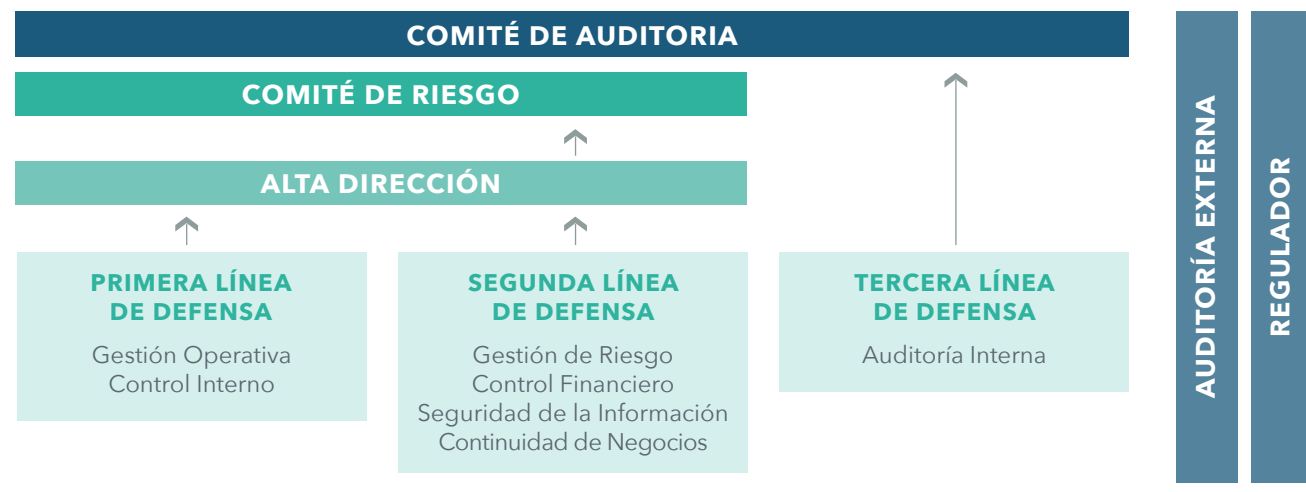 COMITÉ DE AUDITORIA
COMITÉ DE RIESGO
ALTA DIRECCIÓN
PRIMERA LÍNEA
DE DEFENSA
Gestión Operativa
Control Interno
SEGUNDA LÍNEA
DE DEFENSA
Gestión de Riesgo
Control Financiero
Seguridad de la Información
Continuidad de Negocios
TERCERA LÍNEA
DE DEFENSA
Auditoría Interna
AUDITORÍA EXTERNA
REGULADOR